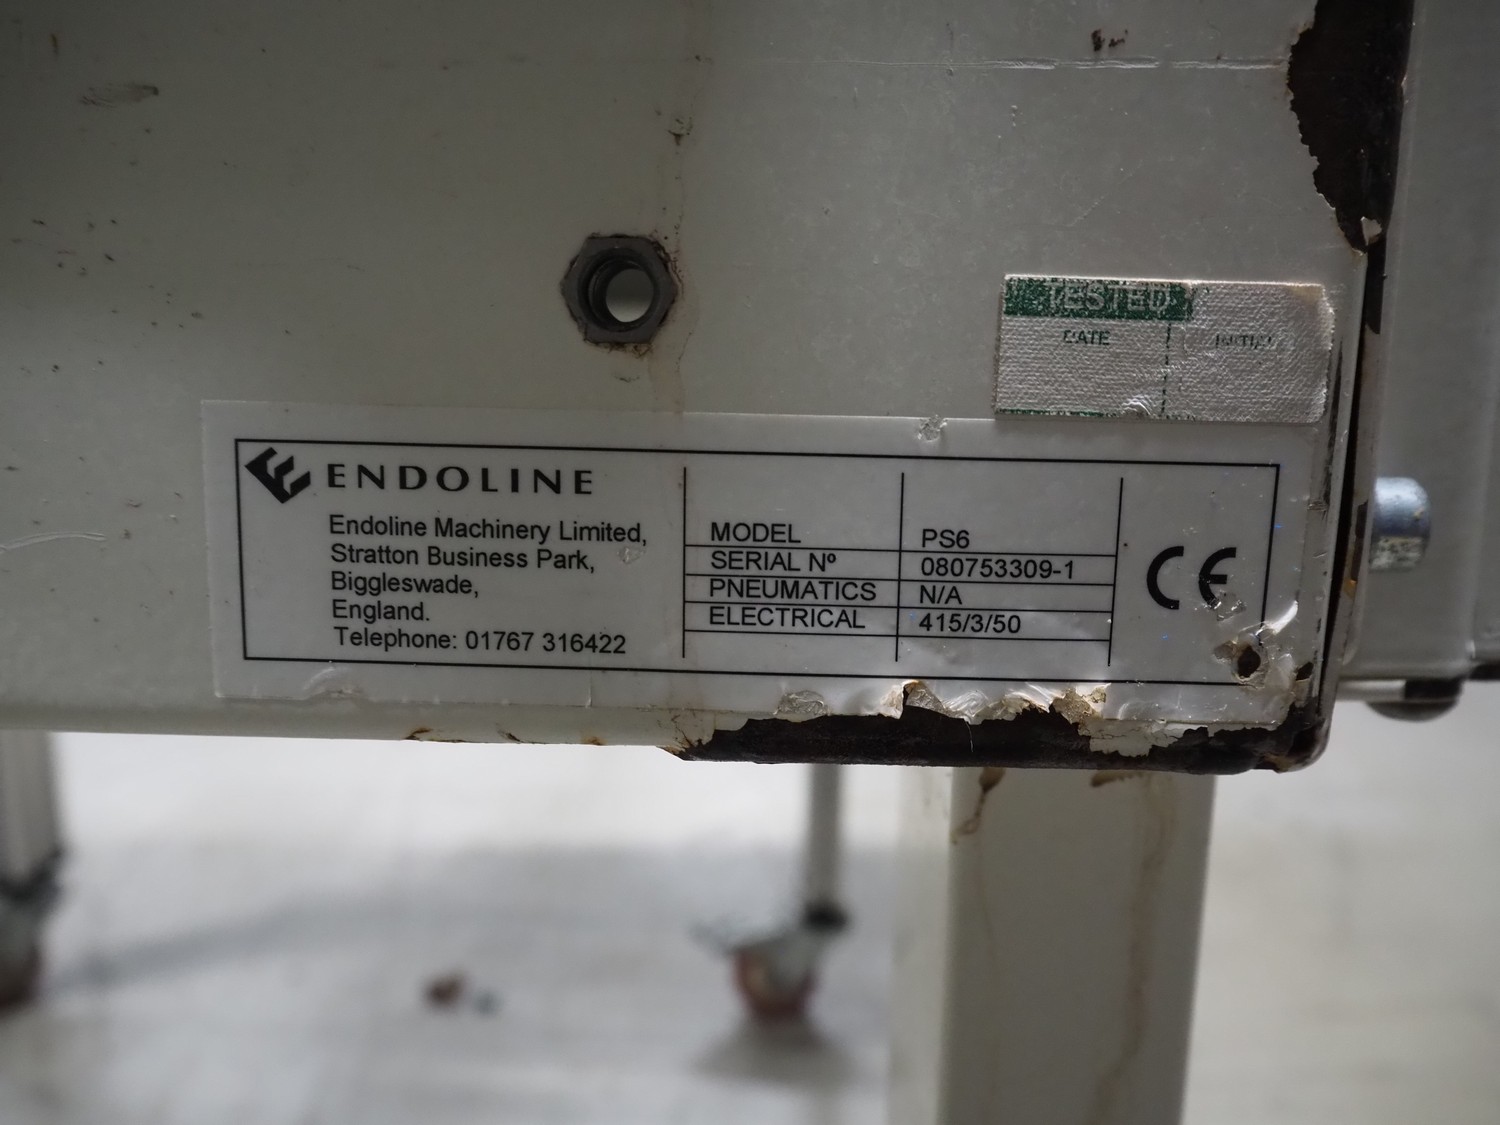 TESTED
DATE
INITIAL
ENDOLINE
Endoline Machinery Limited,
Stratton Business Park,
Biggleswade,
England.
Telephone: 01767 316422
MODEL PS6
SERIAL Nº 080753309-1
PNEUMATICS N/A
ELECTRICAL 415/3/50
CE